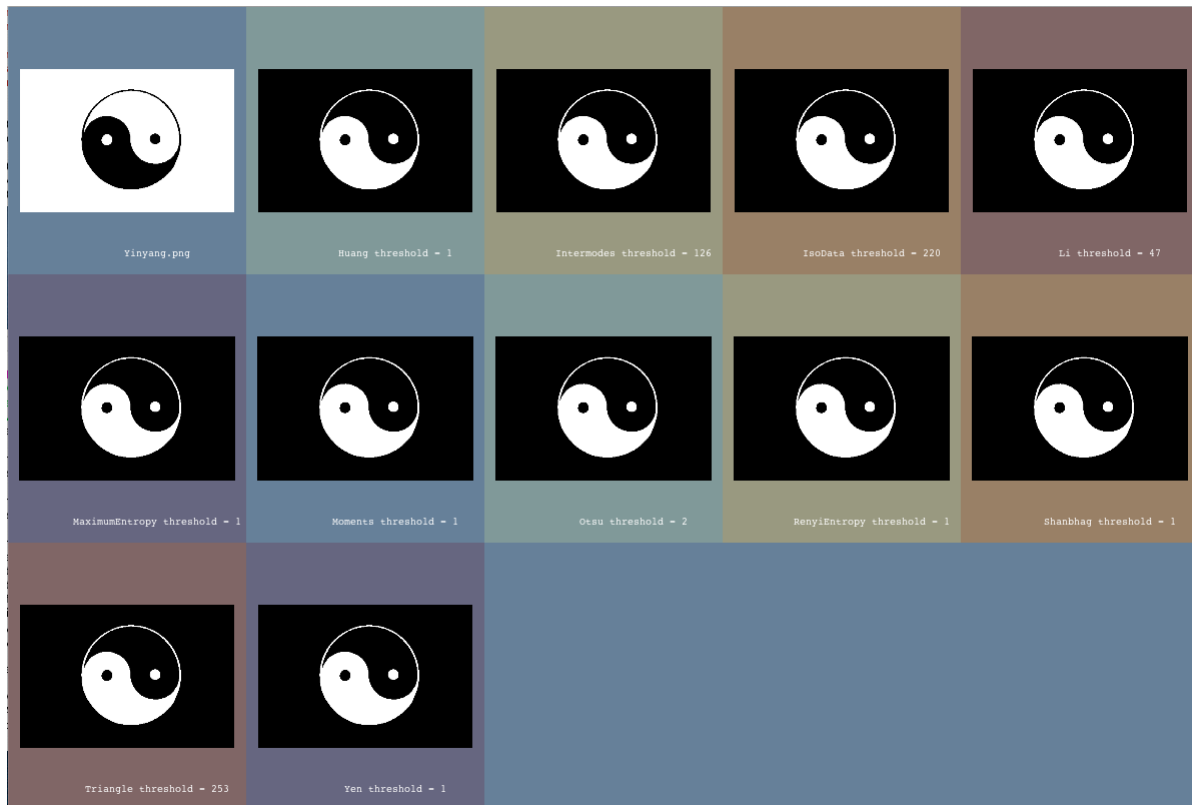 Yinyang.png
Huang threshold = 1
Intermodes threshold = 126
IsoData threshold = 220
Li threshold = 47
MaximumEntropy threshold = 1
Moments threshold = 1
Otsu threshold = 2
RenyiEntropy threshold = 1
Shanbhag threshold = 1
Triangle threshold = 253
Yen threshold = 1